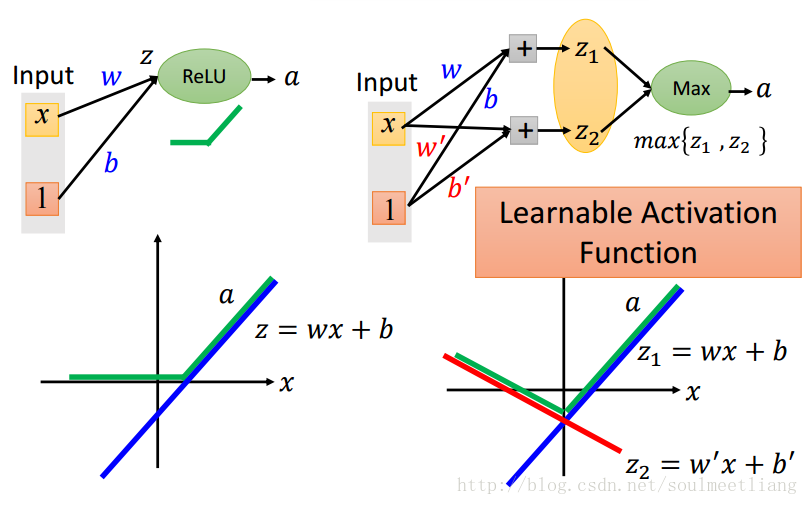 Input
x
1
w
b
z
ReLU
a
Input
x
1
w
b
w′
b′
+
+
z₁
z₂
Max
a
max{z₁ , z₂ }
Learnable Activation
Function
a
z = wx + b
x
a
z₁ = wx + b
x
z₂ = w′x + b′
http://blog.csdn.net/soulmeetliang